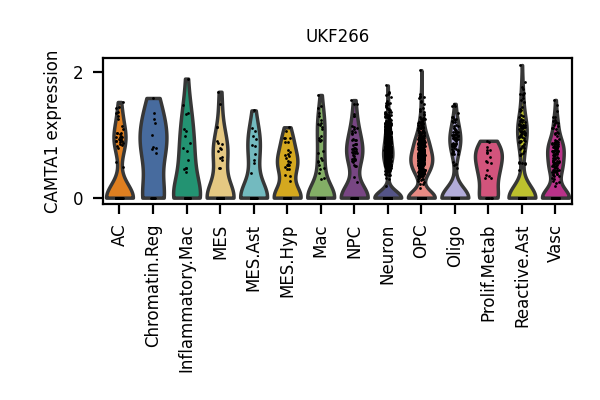 UKF266
CAMTA1 expression
2
0
AC
Chromatin.Reg
Inflammatory.Mac
MES
MES.Ast
MES.Hyp
Mac
NPC
Neuron
OPC
Oligo
Prolif.Metab
Reactive.Ast
Vasc